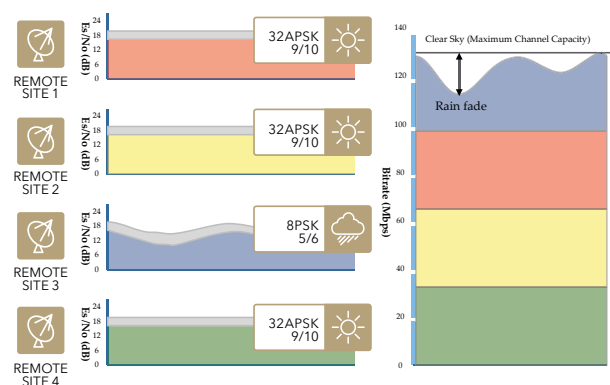 24
18
12
6
0
Es/No (dB)
32APSK
9/10
REMOTE
SITE 1
24
18
12
6
0
Es/No (dB)
32APSK
9/10
REMOTE
SITE 2
24
18
12
6
0
Es/No (dB)
8PSK
5/6
REMOTE
SITE 3
24
18
12
6
0
Es/No (dB)
32APSK
9/10
REMOTE
SITE 4
140
120
100
80
60
40
20
0
Bitrate (Mbps)
Clear Sky (Maximum Channel Capacity)
Rain fade